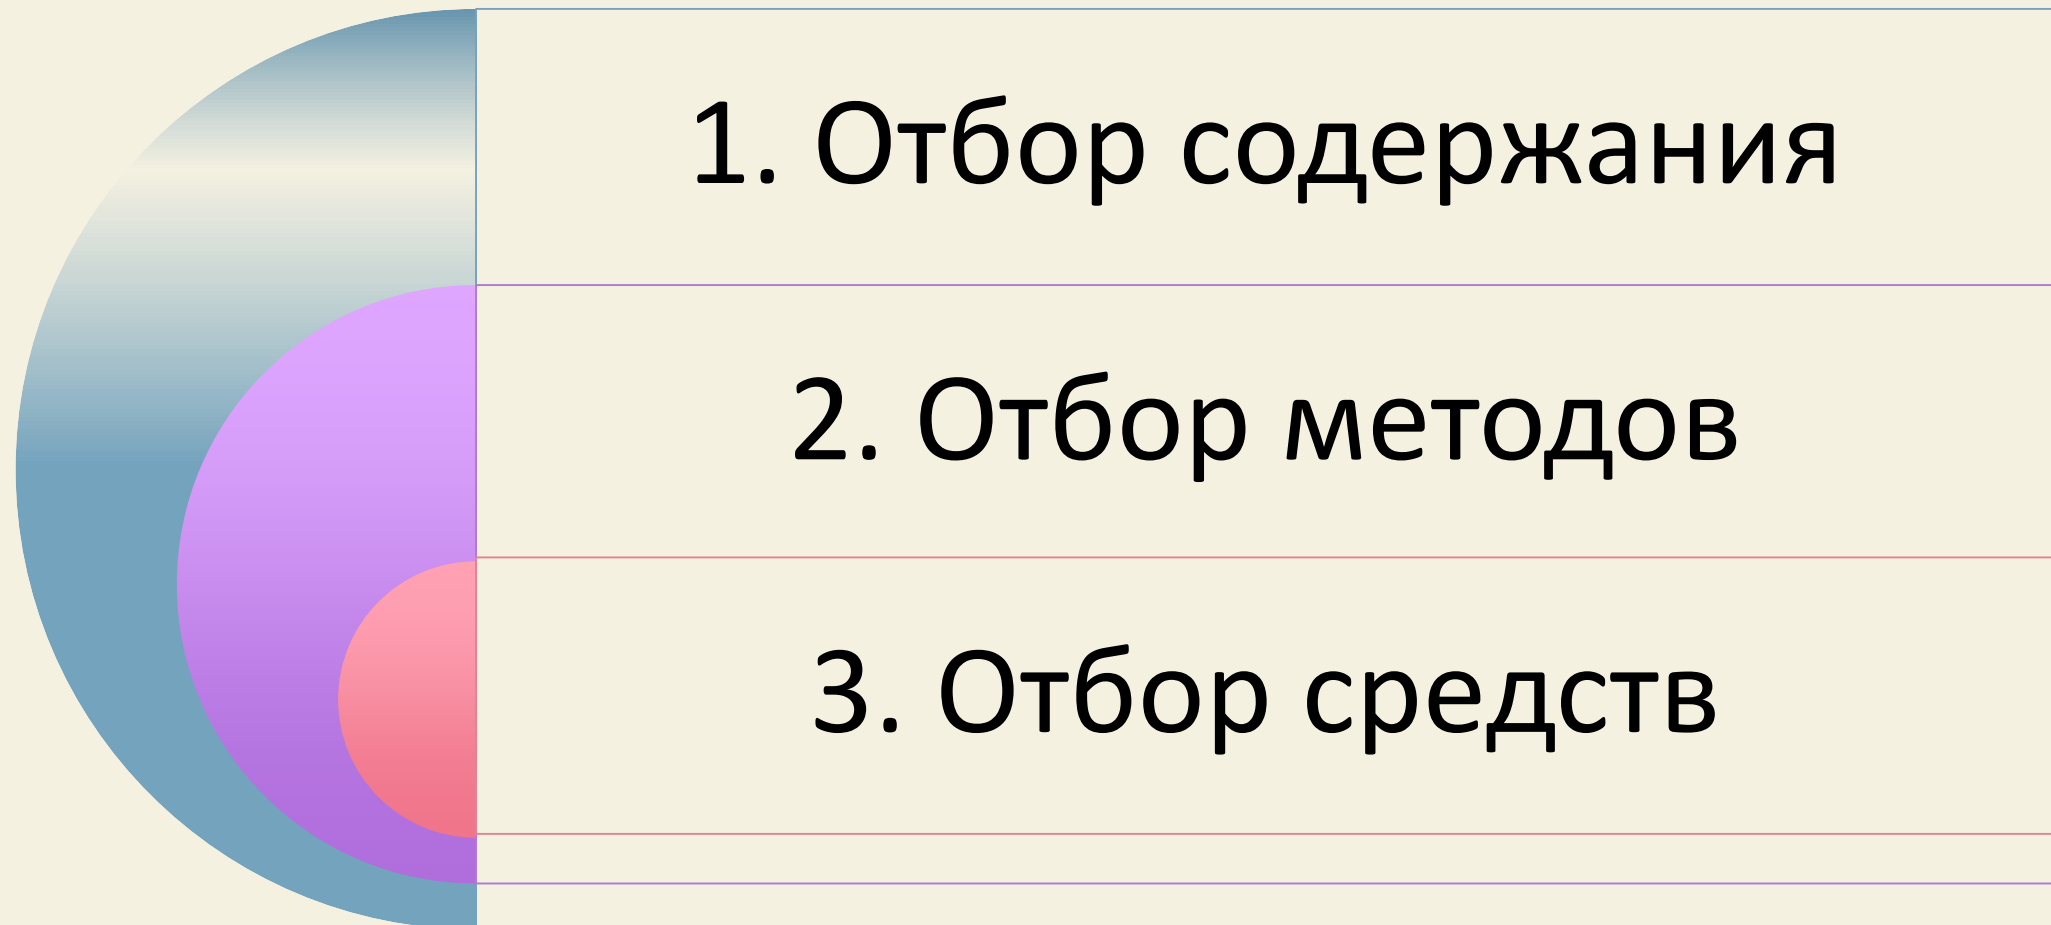 1. Отбор содержания
2. Отбор методов
3. Отбор средств